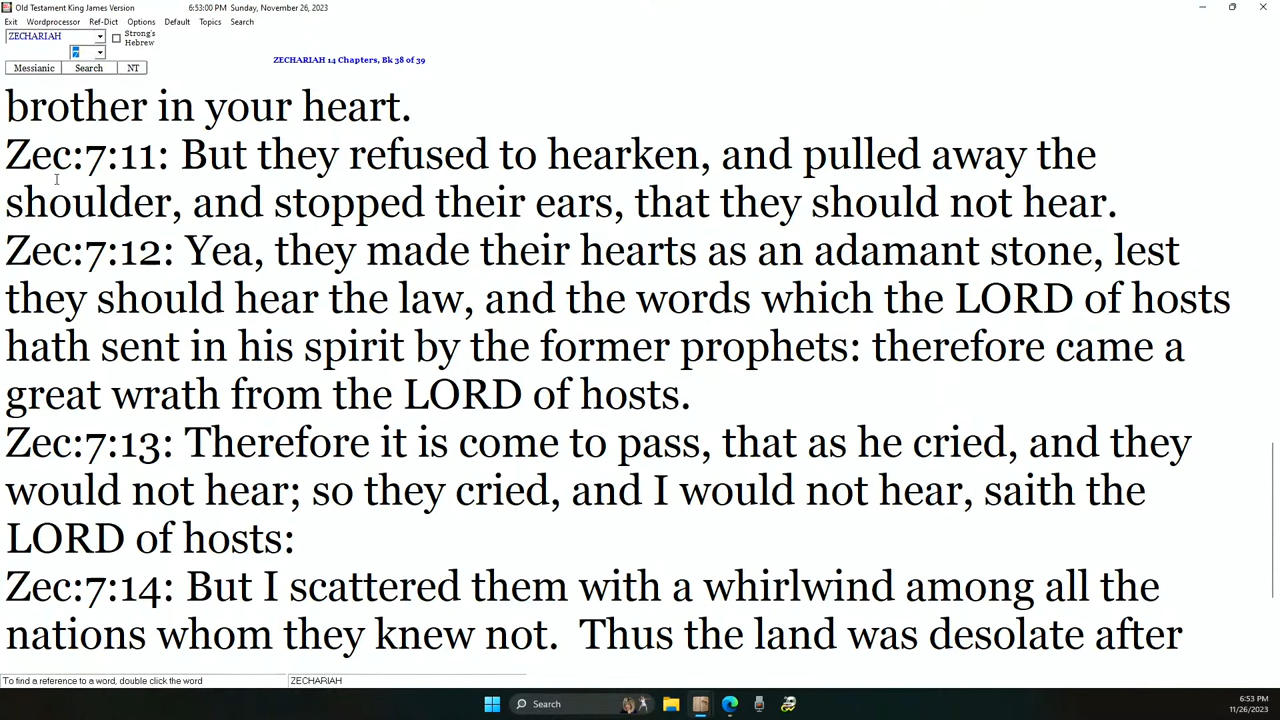 Old Testament King James Version 6:53:00 PM Sunday, November 26, 2023
Exit Wordprocessor Ref-Dict Options Default Topics Search
ZECHARIAH
Strong's
Hebrew
7
ZECHARIAH 14 Chapters, Bk 38 of 39
Messianic Search NT
brother in your heart.
Zec:7:11: But they refused to hearken, and pulled away the
shoulder, and stopped their ears, that they should not hear.
Zec:7:12: Yea, they made their hearts as an adamant stone, lest
they should hear the law, and the words which the LORD of hosts
hath sent in his spirit by the former prophets: therefore came a
great wrath from the LORD of hosts.
Zec:7:13: Therefore it is come to pass, that as he cried, and they
would not hear; so they cried, and I would not hear, saith the
LORD of hosts:
Zec:7:14: But I scattered them with a whirlwind among all the
nations whom they knew not.  Thus the land was desolate after
To find a reference to a word, double click the word ZECHARIAH
Search
6:53 PM
11/26/2023